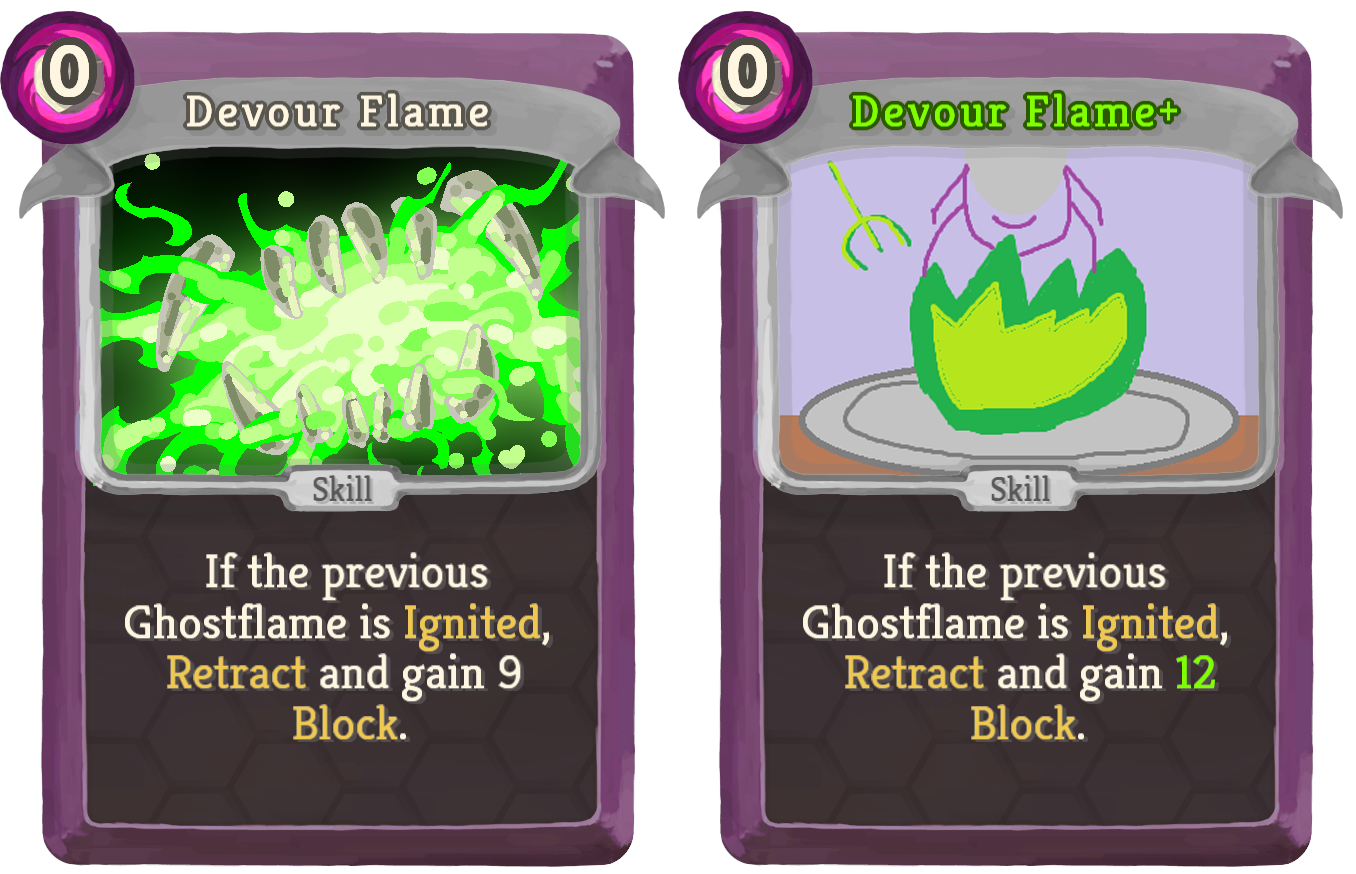 0
Devour Flame
Skill
If the previous
Ghostflame is Ignited,
Retract and gain 9
Block.
0
Devour Flame+
Skill
If the previous
Ghostflame is Ignited,
Retract and gain 12
Block.